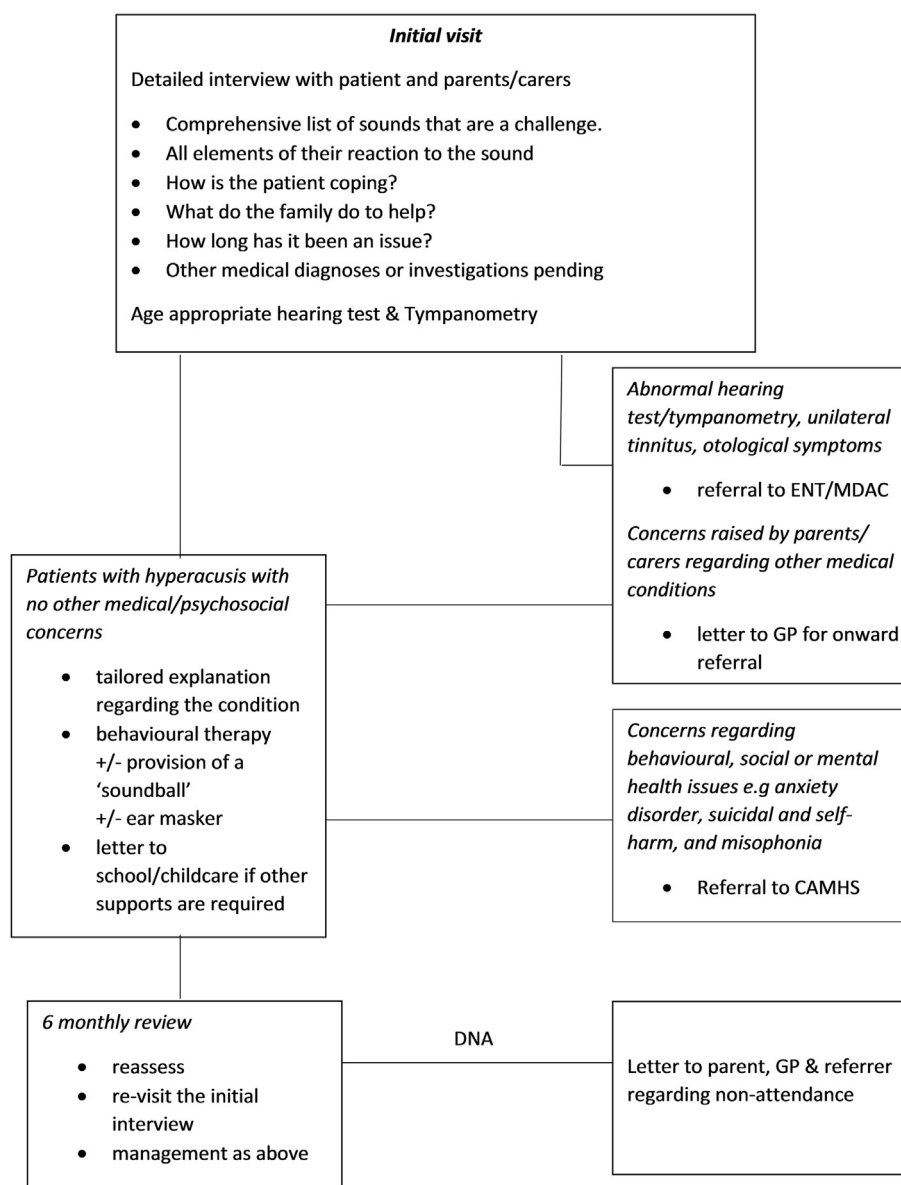 Initial visit
Detailed interview with patient and parents/carers
• Comprehensive list of sounds that are a challenge.
• All elements of their reaction to the sound
• How is the patient coping?
• What do the family do to help?
• How long has it been an issue?
• Other medical diagnoses or investigations pending
Age appropriate hearing test & Tympanometry
Abnormal hearing
test/tympanometry, unilateral
tinnitus, otological symptoms
• referral to ENT/MDAC
Concerns raised by parents/
carers regarding other medical
conditions
• letter to GP for onward
referral
Patients with hyperacusis with
no other medical/psychosocial
concerns
• tailored explanation
regarding the condition
• behavioural therapy
+/- provision of a
‘soundball’
+/- ear masker
• letter to
school/childcare if other
supports are required
Concerns regarding
behavioural, social or mental
health issues e.g anxiety
disorder, suicidal and self-
harm, and misophonia
• Referral to CAMHS
6 monthly review
• reassess
• re-visit the initial
interview
• management as above
DNA
Letter to parent, GP & referrer
regarding non-attendance